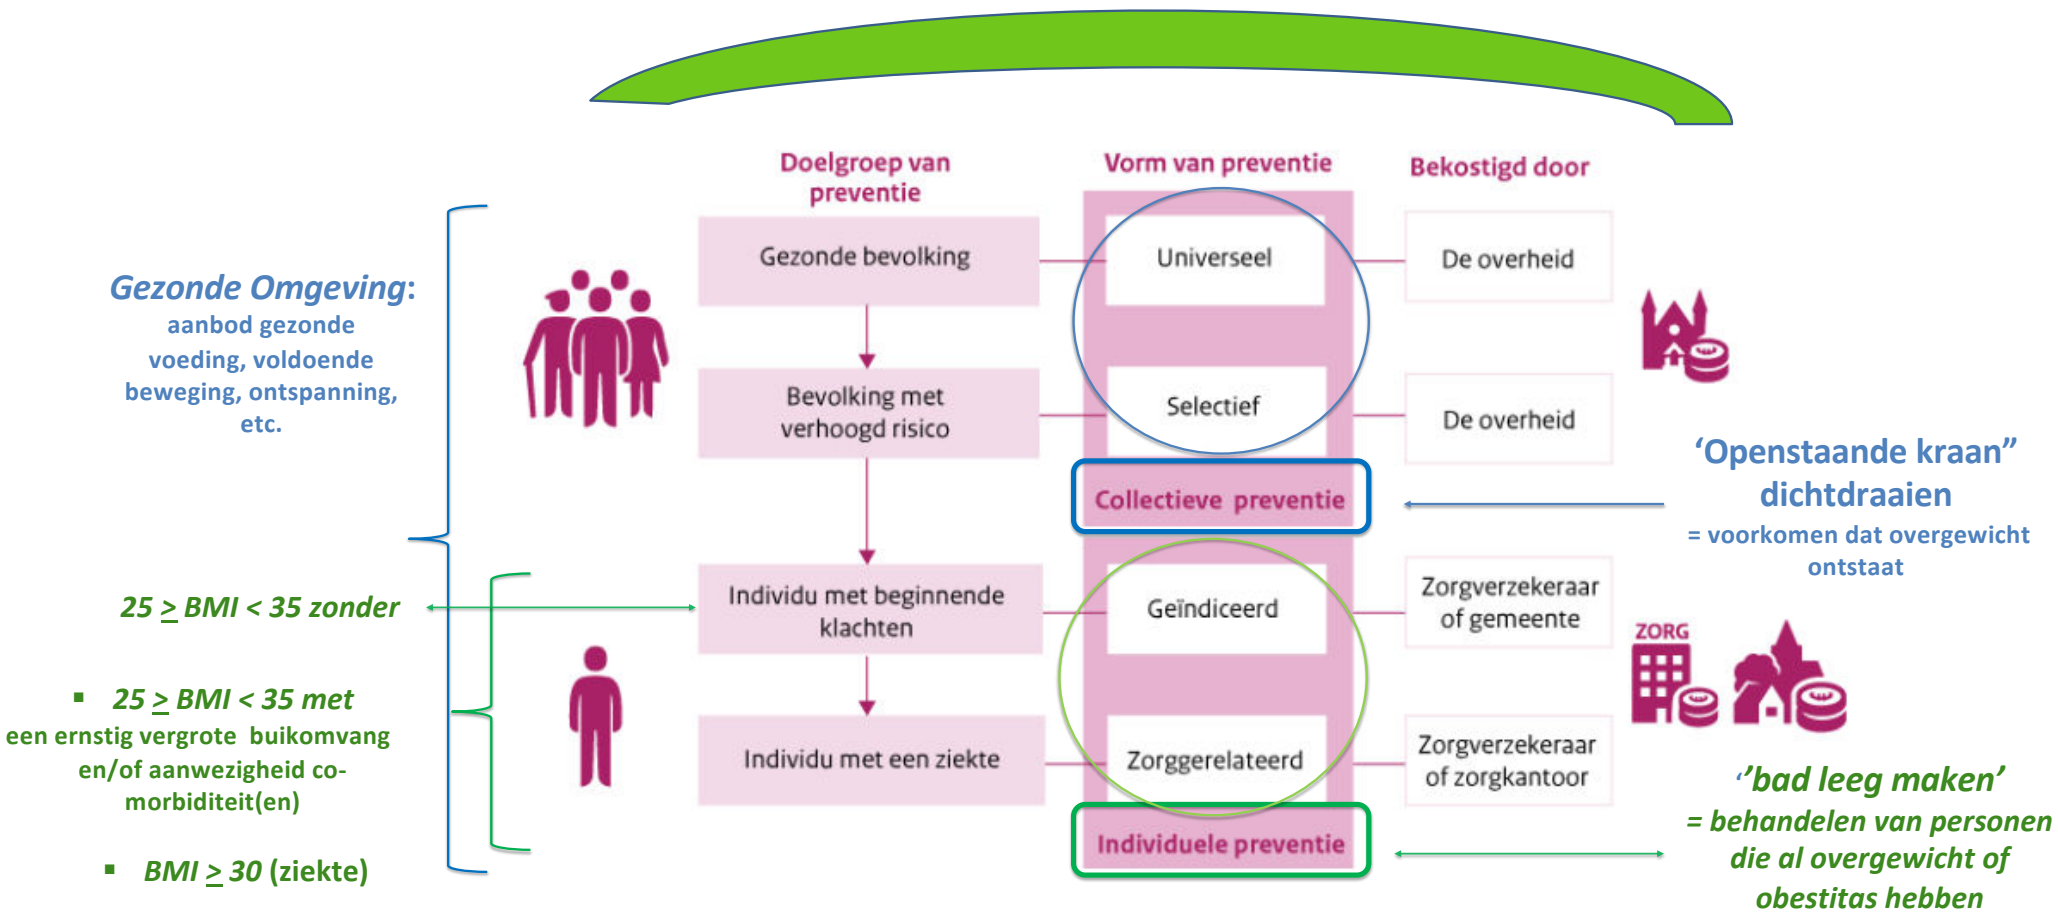 Doelgroep van
preventie
Vorm van preventie
Bekostigd door
Gezonde bevolking
Universeel
De overheid
Gezonde Omgeving:
aanbod gezonde
voeding, voldoende
beweging, ontspanning,
etc.
Bevolking met
verhoogd risico
Selectief
De overheid
‘Openstaande kraan”
dichtdraaien
= voorkomen dat overgewicht
ontstaat
Collectieve preventie
25 ≥ BMI < 35 zonder
Individu met beginnende
klachten
Geïndiceerd
Zorgverzekeraar
of gemeente
ZORG
▪ 25 ≥ BMI < 35 met
een ernstig vergrote buikomvang
en/of aanwezigheid co-
morbiditeit(en)
▪ BMI ≥ 30 (ziekte)
Individu met een ziekte
Zorggerelateerd
Zorgverzekeraar
of zorgkantoor
Individuele preventie
‘’bad leeg maken’
= behandelen van personen
die al overgewicht of
obestitas hebben